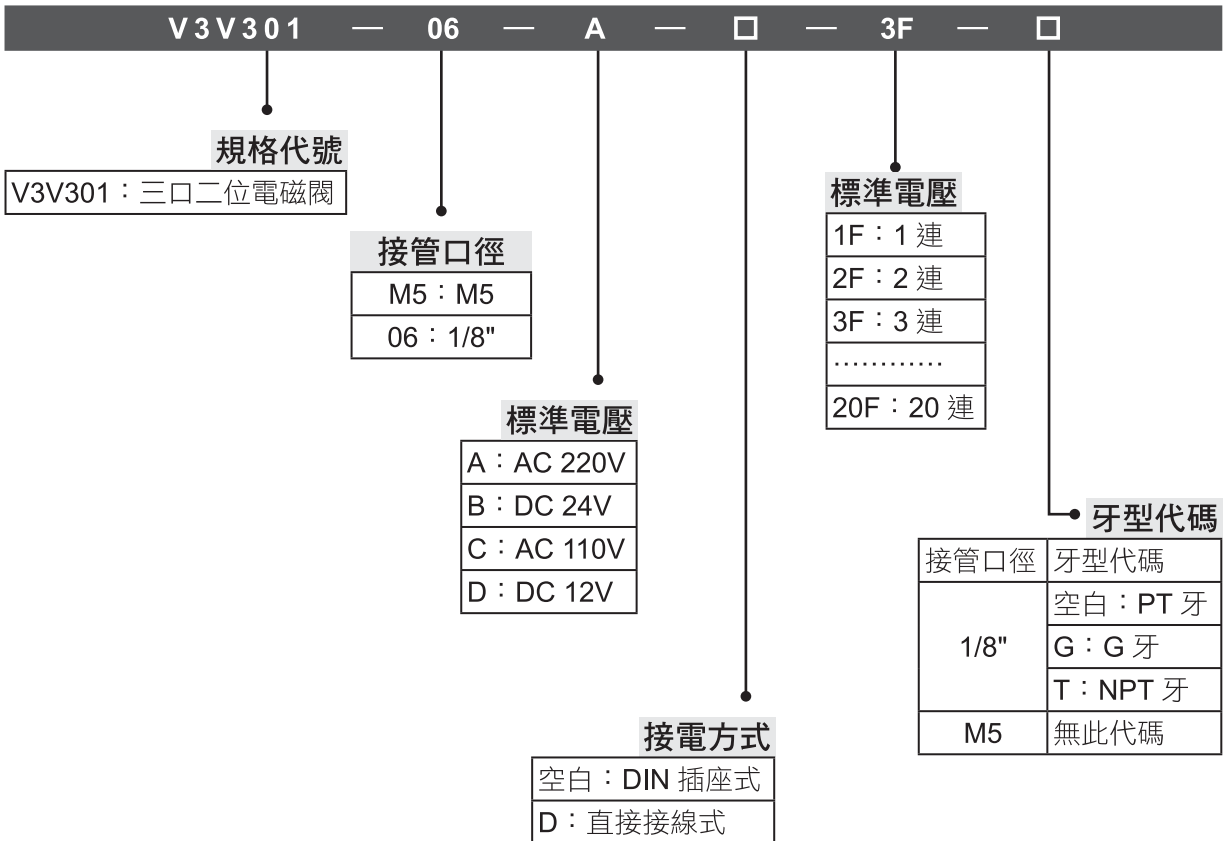 V3V301 — 06 — A — □ — 3F — □
規格代號
V3V301：三口二位電磁閥
接管口徑
M5：M5
06：1/8"
標準電壓
A：AC 220V
B：DC 24V
C：AC 110V
D：DC 12V
接電方式
空白：DIN 插座式
D：直接接線式
標準電壓
1F：1 連
2F：2 連
3F：3 連
…………
20F：20 連
牙型代碼
接管口徑 牙型代碼
1/8" 空白：PT 牙
G：G 牙
T：NPT 牙
M5 無此代碼